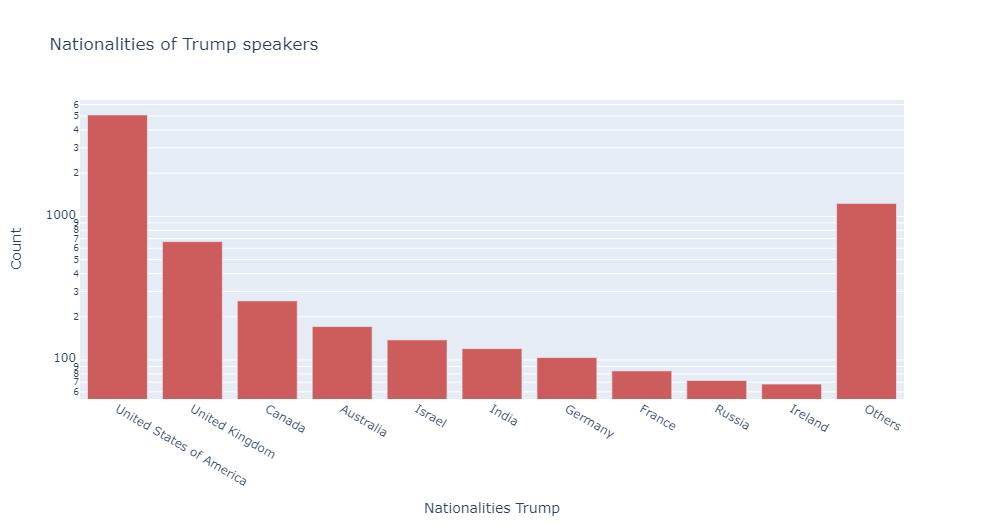 Nationalities of Trump speakers
6
5
4
3
2
1000
9
8
7
6
5
4
3
2
100
9
8
7
6
Count
United States of America
United Kingdom
Canada
Australia
Israel
India
Germany
France
Russia
Ireland
Others
Nationalities Trump